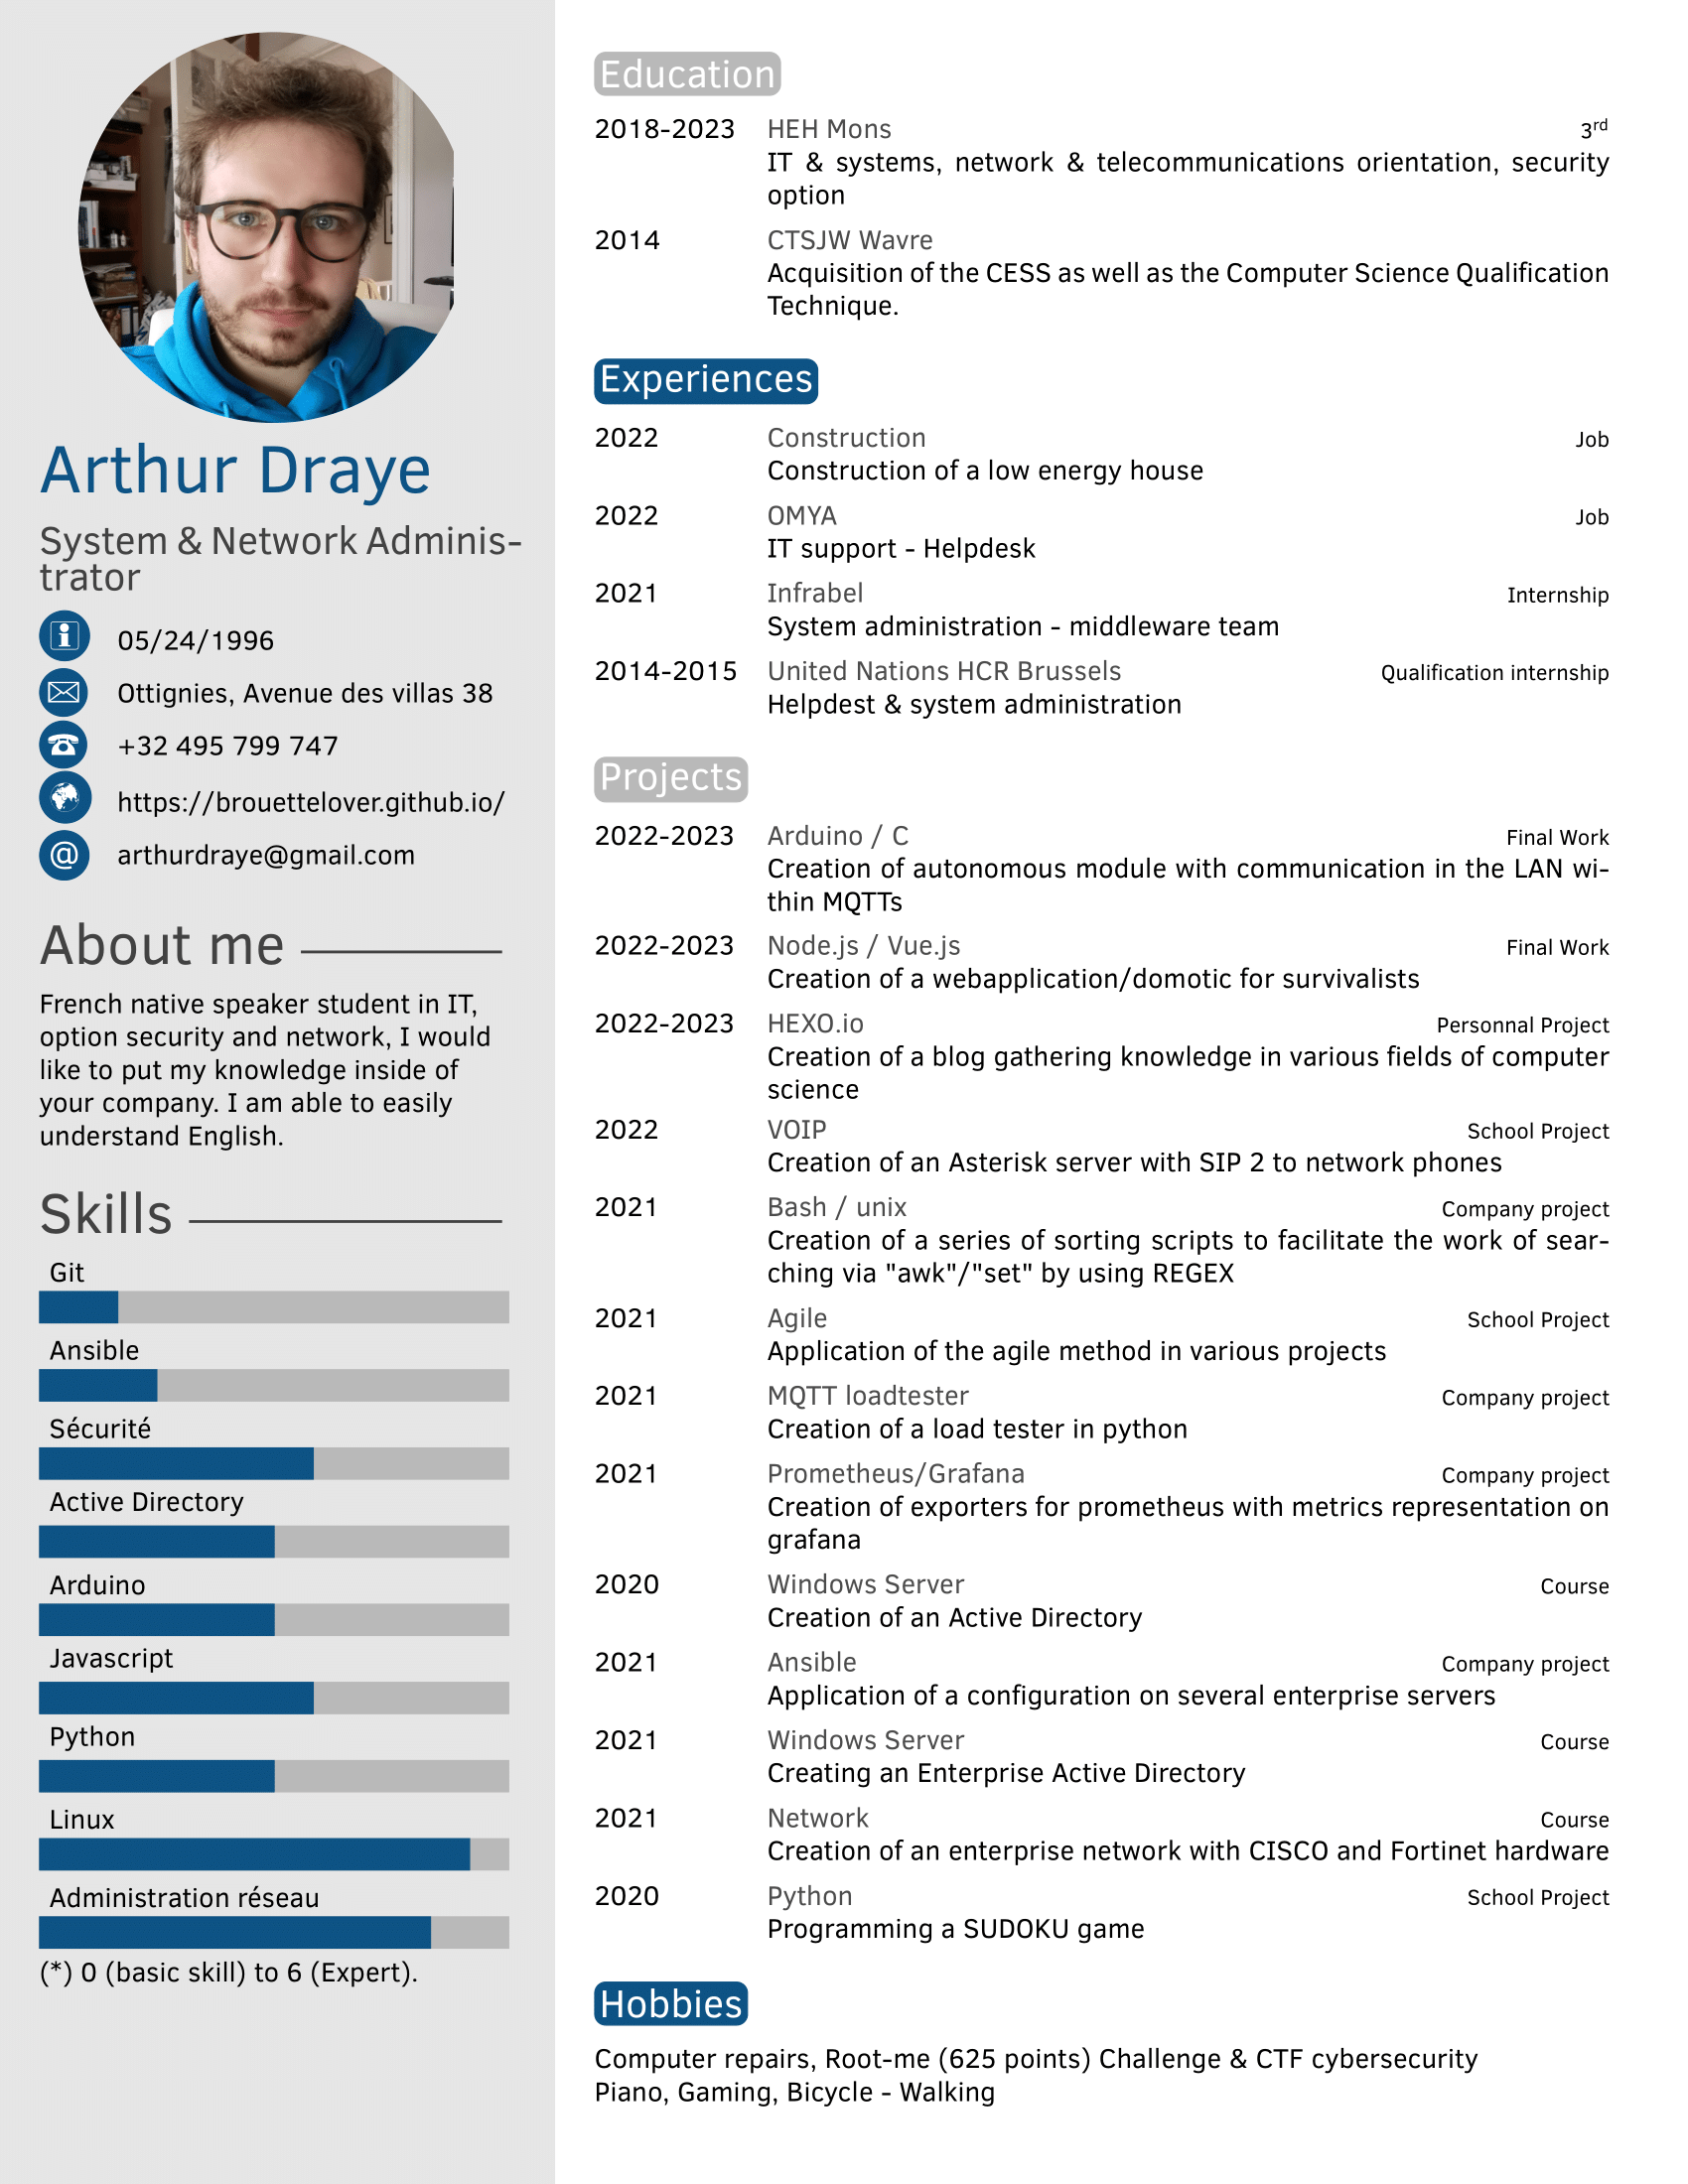 Arthur Draye
System & Network Adminis-
trator
05/24/1996
Ottignies, Avenue des villas 38
+32 495 799 747
https://brouettelover.github.io/
@ arthurdraye@gmail.com
About me
French native speaker student in IT,
option security and network, I would
like to put my knowledge inside of
your company. I am able to easily
understand English.
Skills
Git
Ansible
Sécurité
Active Directory
Arduino
Javascript
Python
Linux
Administration réseau
(*) 0 (basic skill) to 6 (Expert).
Education
2018-2023 HEH Mons 3rd
IT & systems, network & telecommunications orientation, security
option
2014 CTSJW Wavre
Acquisition of the CESS as well as the Computer Science Qualification
Technique.
Experiences
2022 Construction Job
Construction of a low energy house
2022 OMYA Job
IT support - Helpdesk
2021 Infrabel Internship
System administration - middleware team
2014-2015 United Nations HCR Brussels Qualification internship
Helpdest & system administration
Projects
2022-2023 Arduino / C Final Work
Creation of autonomous module with communication in the LAN wi-
thin MQTTs
2022-2023 Node.js / Vue.js Final Work
Creation of a webapplication/domotic for survivalists
2022-2023 HEXO.io Personnal Project
Creation of a blog gathering knowledge in various fields of computer
science
2022 VOIP School Project
Creation of an Asterisk server with SIP 2 to network phones
2021 Bash / unix Company project
Creation of a series of sorting scripts to facilitate the work of sear-
ching via "awk"/"set" by using REGEX
2021 Agile School Project
Application of the agile method in various projects
2021 MQTT loadtester Company project
Creation of a load tester in python
2021 Prometheus/Grafana Company project
Creation of exporters for prometheus with metrics representation on
grafana
2020 Windows Server Course
Creation of an Active Directory
2021 Ansible Company project
Application of a configuration on several enterprise servers
2021 Windows Server Course
Creating an Enterprise Active Directory
2021 Network Course
Creation of an enterprise network with CISCO and Fortinet hardware
2020 Python School Project
Programming a SUDOKU game
Hobbies
Computer repairs, Root-me (625 points) Challenge & CTF cybersecurity
Piano, Gaming, Bicycle - Walking